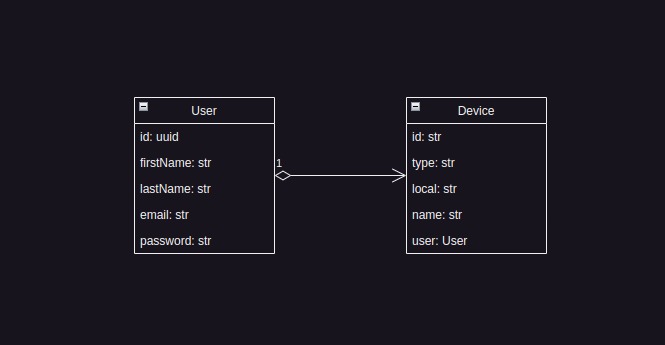 User
id: uuid
firstName: str
lastName: str
email: str
password: str
1
Device
id: str
type: str
local: str
name: str
user: User